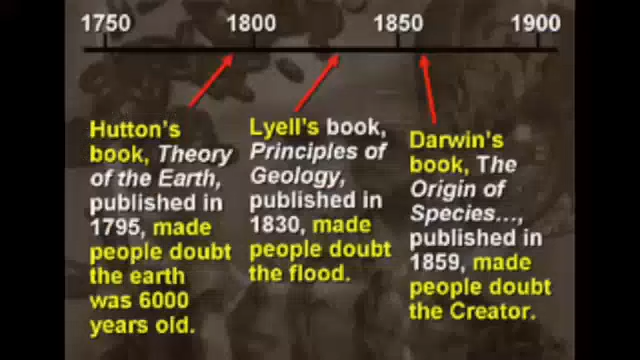 1750 1800 1850 1900
Hutton's
book, Theory
of the Earth,
published in
1795, made
people doubt
the earth
was 6000
years old.
Lyell's book,
Principles of
Geology,
published in
1830, made
people doubt
the flood.
Darwin's
book, The
Origin of
Species...,
published in
1859, made
people doubt
the Creator.